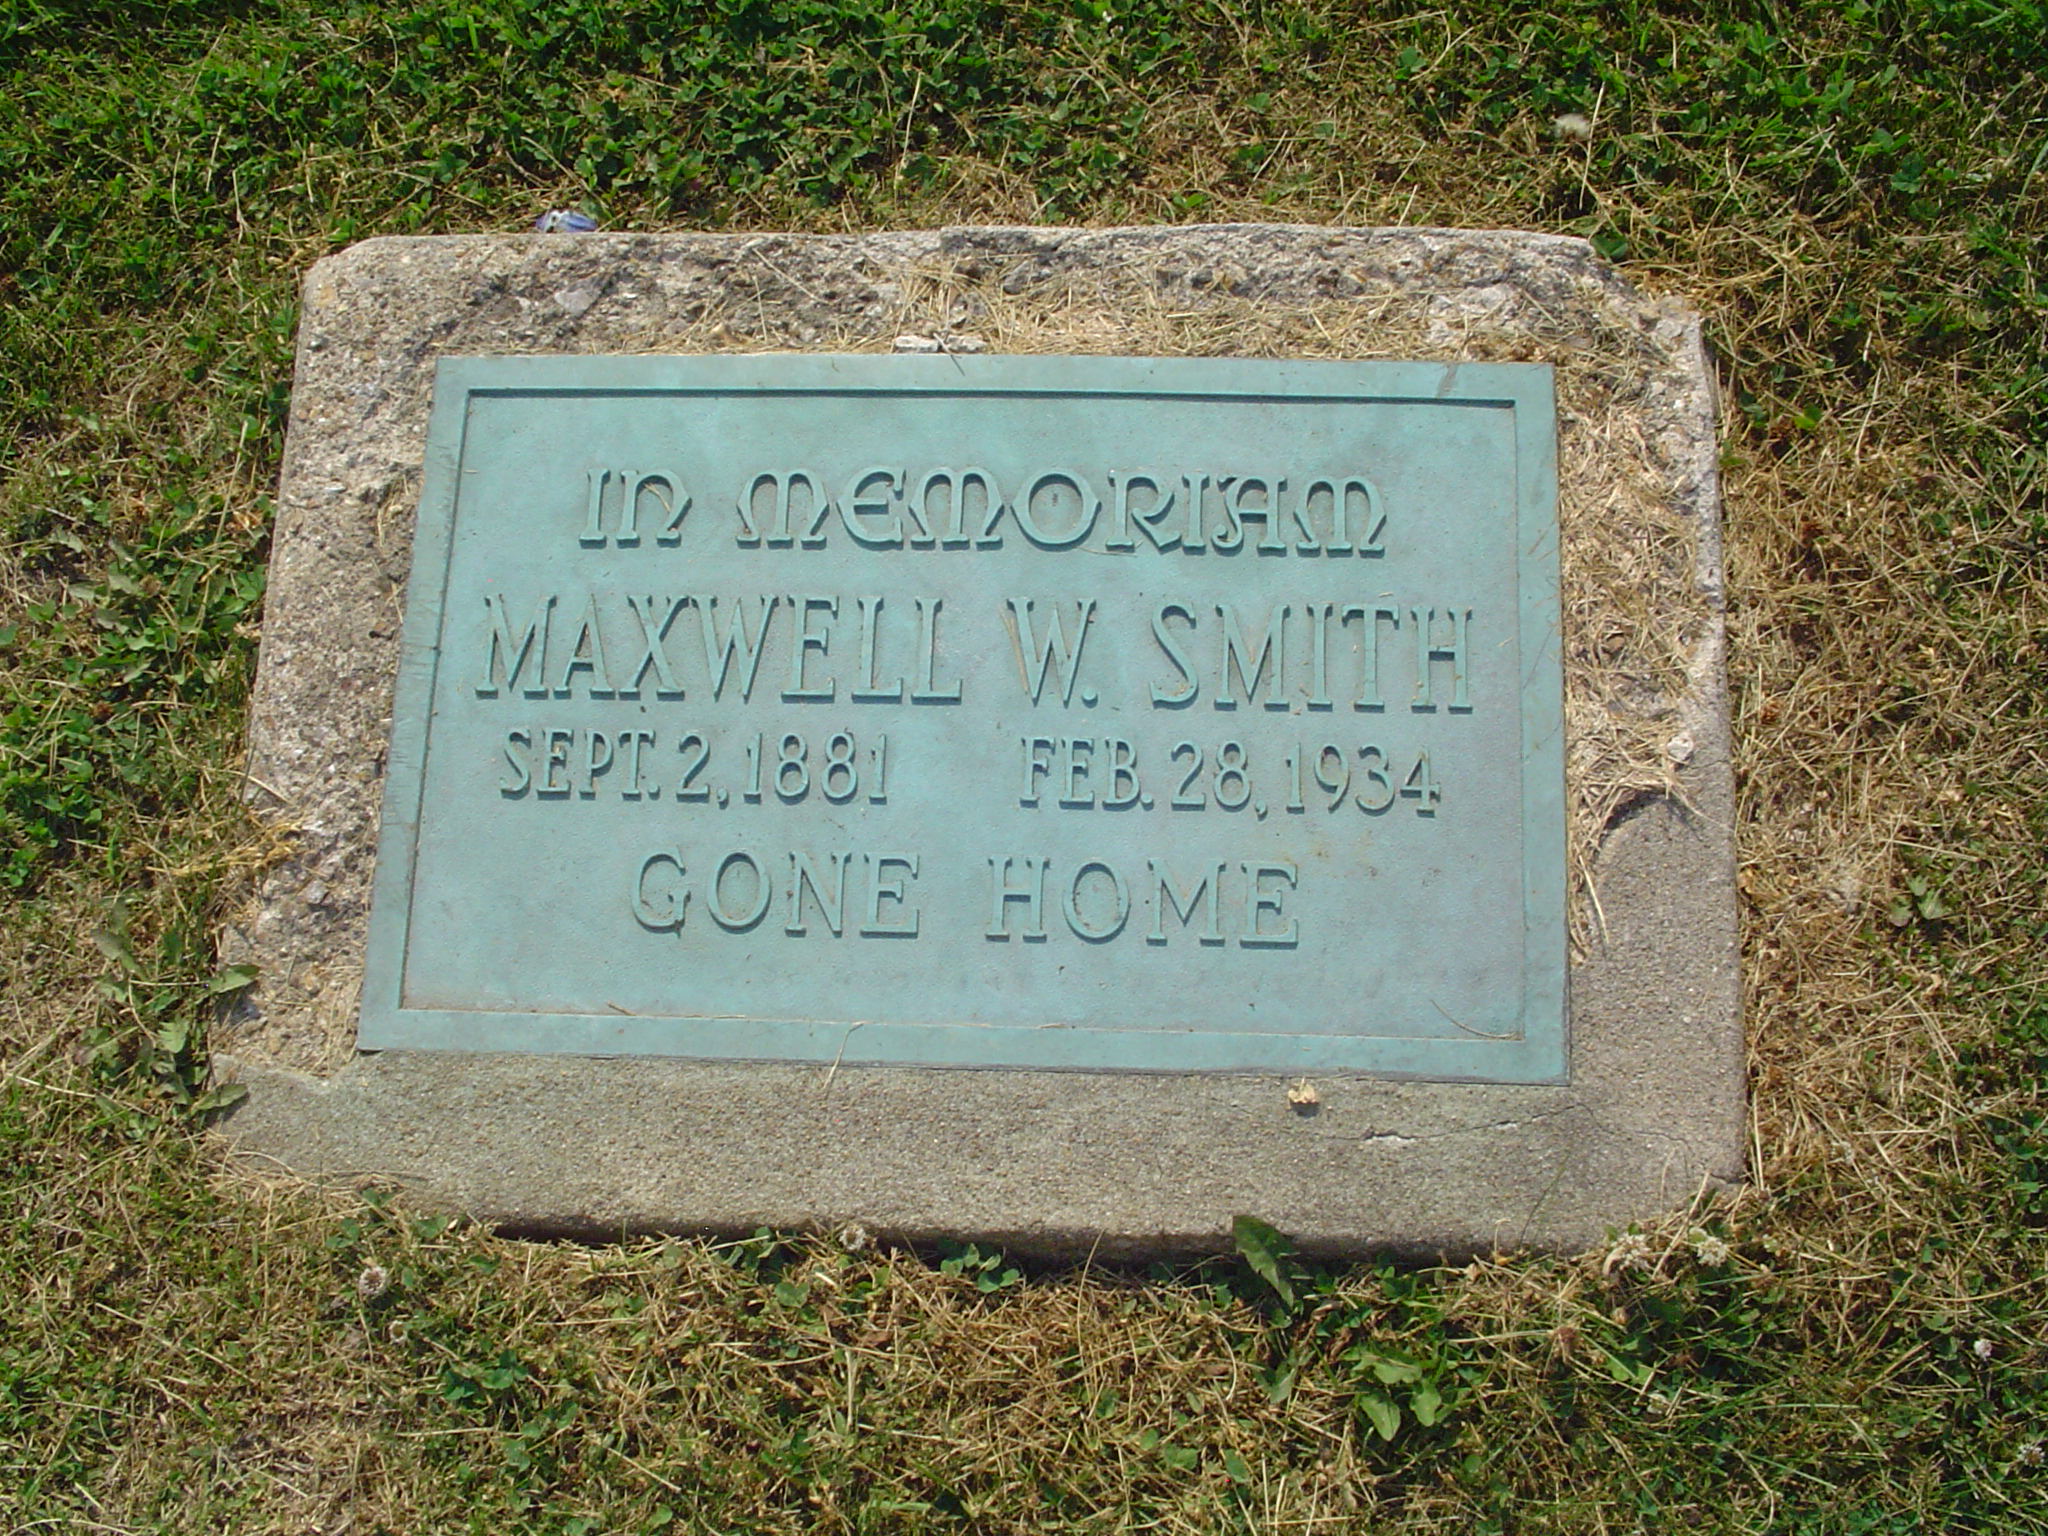 IN MEMORIAM
MAXWELL W. SMITH
SEPT. 2, 1881 FEB. 28, 1934
GONE HOME